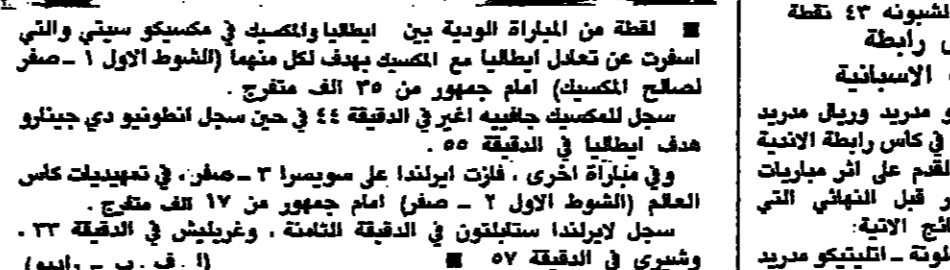 ■ لقطة من المباراة الودية بين ايطاليا والمكسيك في مكسيكو سيتي والتي
اسفرت عن تعادل ايطاليا مع المكسيك بهدف لكل منهما (الشوط الاول ١ ـ صفر
لصالح المكسيك) امام جمهور من ٣٥ الف متفرج .
سجل للمكسيك جافييه اغير في الدقيقة ٤٤ في حين سجل انطونيو دي جينارو
هدف ايطاليا في الدقيقة ٥٥ .
وفي مباراة اخرى ، فازت ايرلندا على سويسرا ٣ ـ صفر ، في تمهيديات كاس
العالم (الشوط الاول ٢ ـ صفر) امام جمهور من ١٧ الف متفرج .
سجل لايرلندا ستابلتون في الدقيقة الثامنة ، وغريليش في الدقيقة ٣٣ ،
وشيري في الدقيقة ٥٧ ■ (ا . ف . ب ـ راديو)
لشبونه ٤٣ نقطة
رابطة
الاسبانية
مدريد وريال مدريد
في كاس رابطة الاندية
لقدم على اثر مباريات
قبل النهائي التي
ائج الاتية:
لونة ـ اتليتيكو مدريد